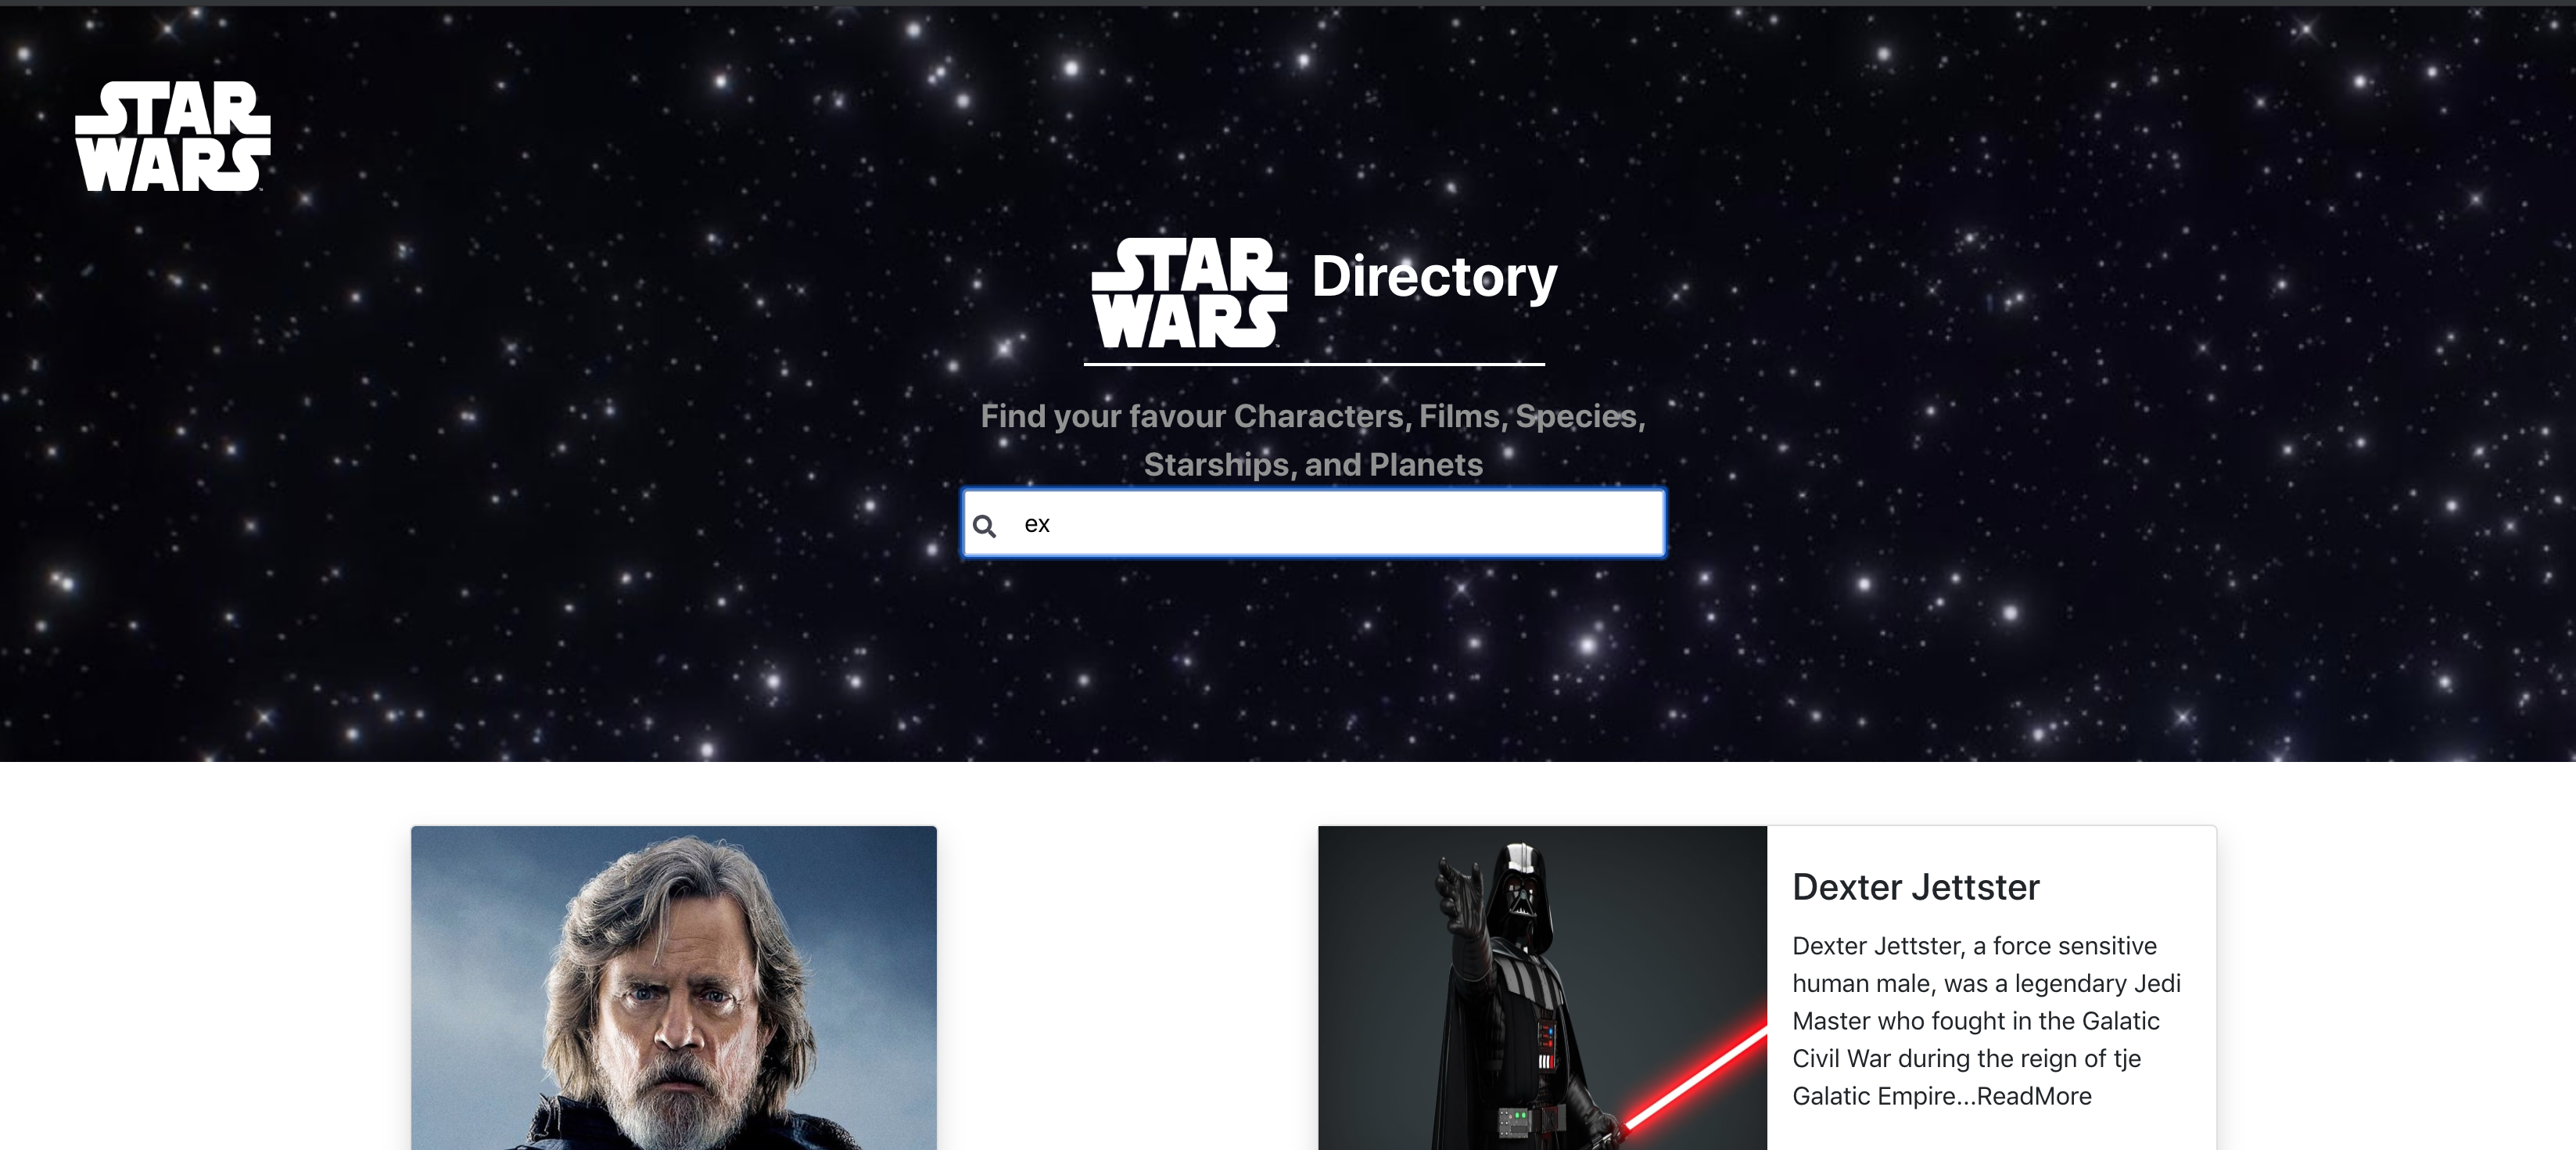 STAR
WARS
STAR
WARS
Directory
Find your favour Characters, Films, Species,
Starships, and Planets
ex
Dexter Jettster
Dexter Jettster, a force sensitive
human male, was a legendary Jedi
Master who fought in the Galatic
Civil War during the reign of tje
Galatic Empire...ReadMore